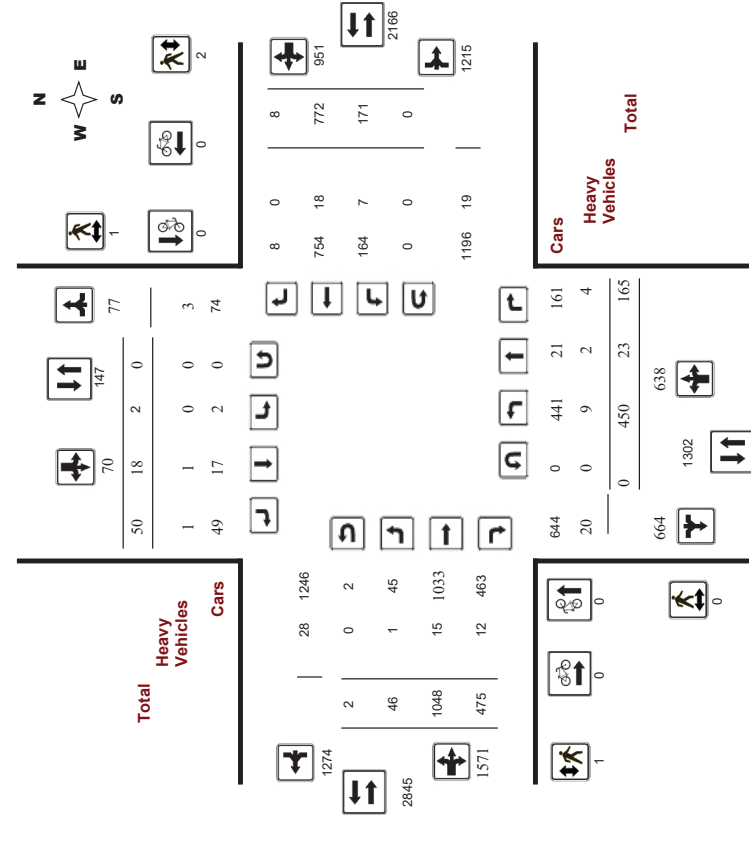 N
E
W
S
2
0
1
0
951
2166
1215
8 772 171 0
0 18 7 0 19
8 754 164 0 1196
77
147
70
0 2 18 50
3 0 0 1 1
74 0 2 17 49
Total
Heavy
Vehicles
Cars
Cars
Heavy
Vehicles
Total
161 21 441 0 644
4 2 9 0 20
165 23 450 0
638
1302
664
1246 2 45 1033 463
28 0 1 15 12
2 46 1048 475
1274
2845
1571
0
0
0
1